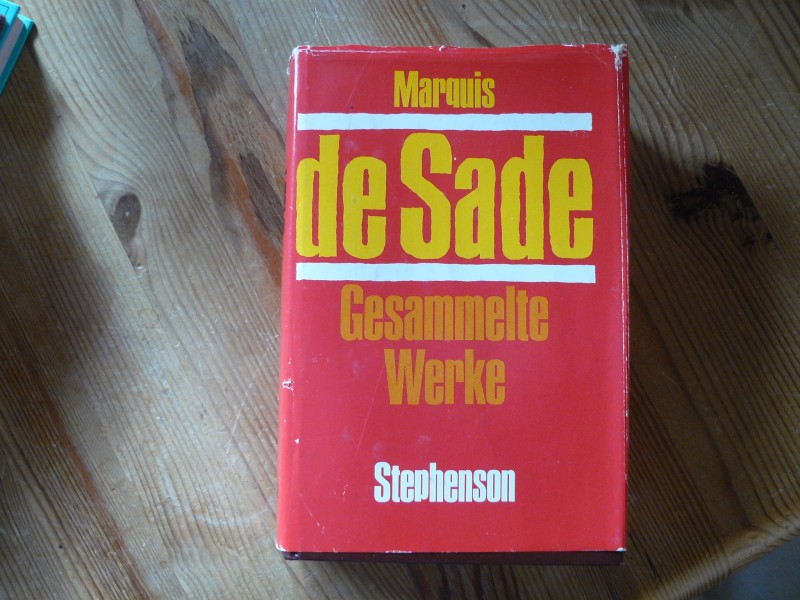 Marquis
de Sade
Gesammelte
Werke
Stephenson